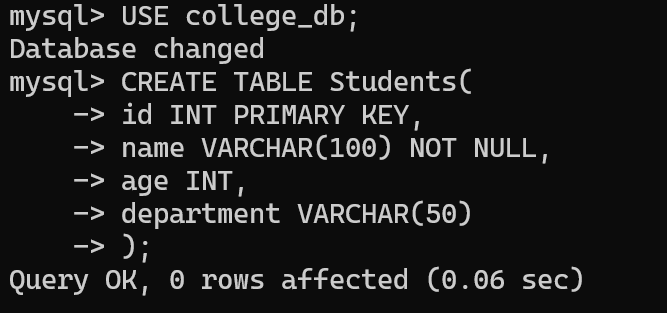 mysql> USE college_db;
Database changed
mysql> CREATE TABLE Students(
    -> id INT PRIMARY KEY,
    -> name VARCHAR(100) NOT NULL,
    -> age INT,
    -> department VARCHAR(50)
    -> );
Query OK, 0 rows affected (0.06 sec)